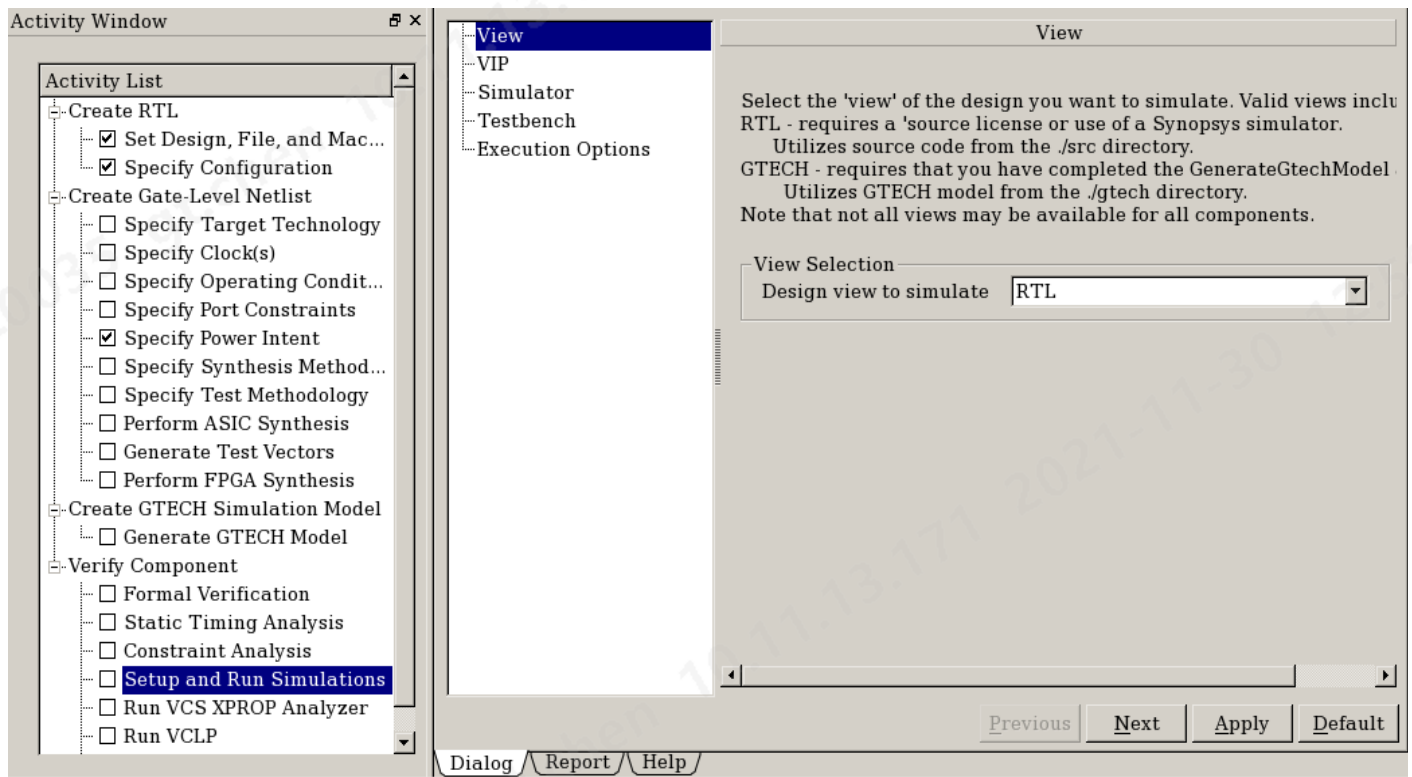 Activity Window
Activity List
Create RTL
Set Design, File, and Mac...
Specify Configuration
Create Gate-Level Netlist
Specify Target Technology
Specify Clock(s)
Specify Operating Condit...
Specify Port Constraints
Specify Power Intent
Specify Synthesis Method...
Specify Test Methodology
Perform ASIC Synthesis
Generate Test Vectors
Perform FPGA Synthesis
Create GTECH Simulation Model
Generate GTECH Model
Verify Component
Formal Verification
Static Timing Analysis
Constraint Analysis
Setup and Run Simulations
Run VCS XPROP Analyzer
Run VCLP
View
VIP
Simulator
Testbench
Execution Options
View
Select the 'view' of the design you want to simulate. Valid views inclu
RTL - requires a 'source license or use of a Synopsys simulator.
Utilizes source code from the ./src directory.
GTECH - requires that you have completed the GenerateGtechModel
Utilizes GTECH model from the ./gtech directory.
Note that not all views may be available for all components.
View Selection
Design view to simulate RTL
Previous Next Apply Default
Dialog Report Help
10.11.13.171 2021-11-30